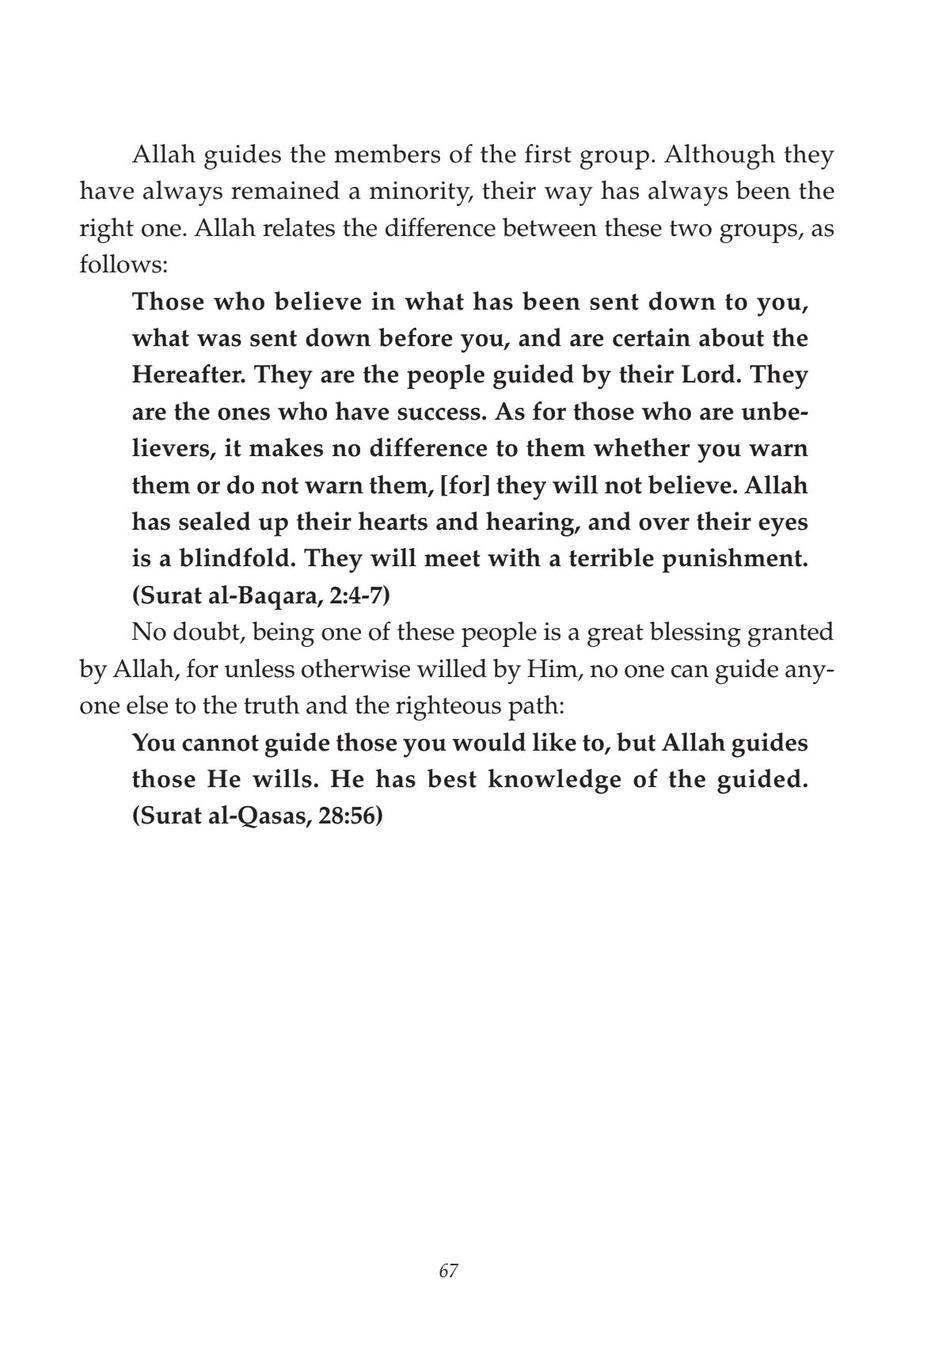 Allah guides the members of the first group. Although they
have always remained a minority, their way has always been the
right one. Allah relates the difference between these two groups, as
follows:
Those who believe in what has been sent down to you,
what was sent down before you, and are certain about the
Hereafter. They are the people guided by their Lord. They
are the ones who have success. As for those who are unbe-
lievers, it makes no difference to them whether you warn
them or do not warn them, [for] they will not believe. Allah
has sealed up their hearts and hearing, and over their eyes
is a blindfold. They will meet with a terrible punishment.
(Surat al-Baqara, 2:4-7)
No doubt, being one of these people is a great blessing granted
by Allah, for unless otherwise willed by Him, no one can guide any-
one else to the truth and the righteous path:
You cannot guide those you would like to, but Allah guides
those He wills. He has best knowledge of the guided.
(Surat al-Qasas, 28:56)
67